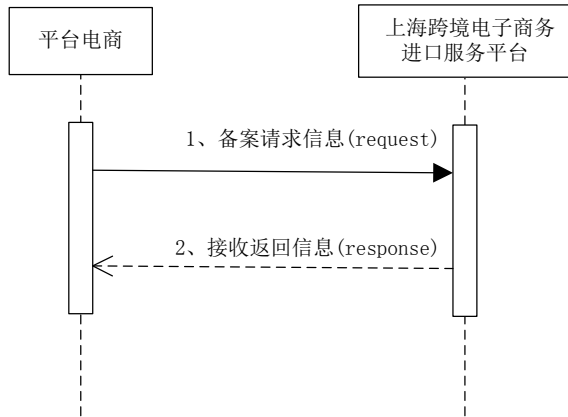 平台电商
上海跨境电子商务
进口服务平台
1、备案请求信息(request)
2、接收返回信息(response)